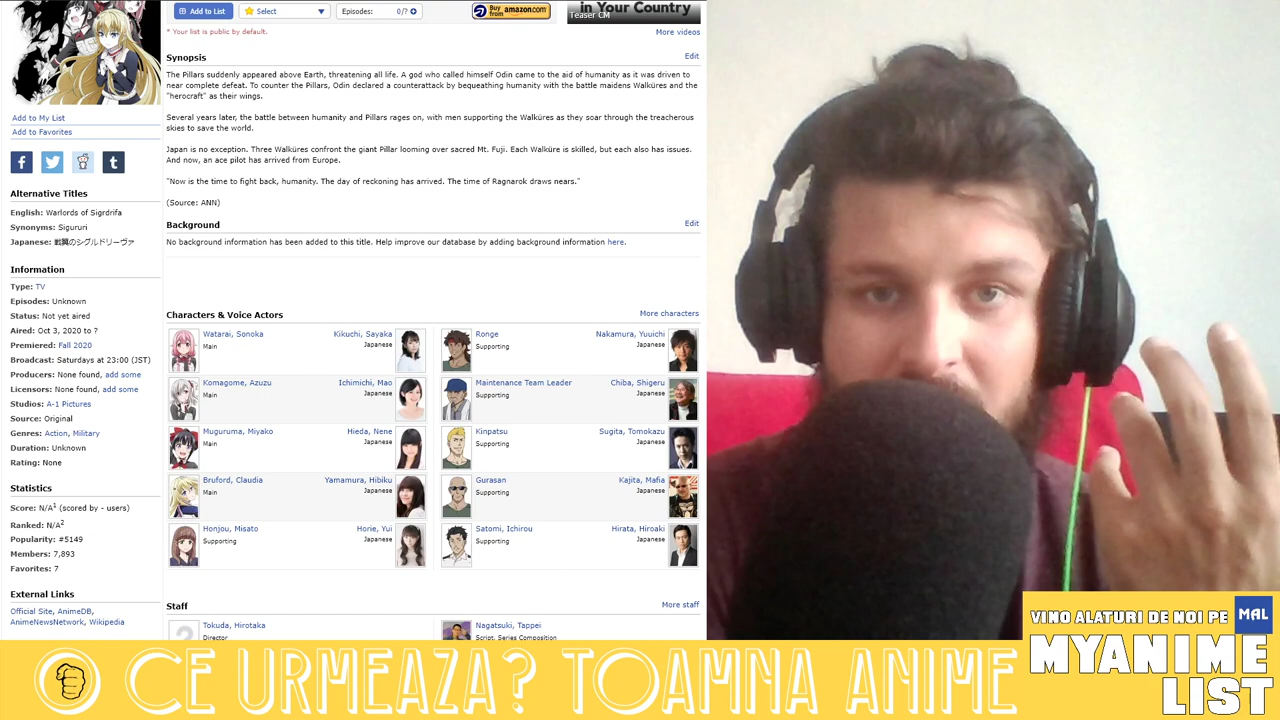 Add to List
Select
Episodes: 0/?
Buy from amazon.com
in Your Country
Teaser CM
* Your list is public by default.
More videos
Synopsis
Edit
The Pillars suddenly appeared above Earth, threatening all life. A god who called himself Odin came to the aid of humanity as it was driven to
near complete defeat. To counter the Pillars, Odin declared a counterattack by bequeathing humanity with the battle maidens Walküres and the
"herocraft" as their wings.
Several years later, the battle between humanity and Pillars rages on, with men supporting the Walküres as they soar through the treacherous
skies to save the world.
Japan is no exception. Three Walküres confront the giant Pillar looming over sacred Mt. Fuji. Each Walküre is skilled, but each also has issues.
And now, an ace pilot has arrived from Europe.
"Now is the time to fight back, humanity. The day of reckoning has arrived. The time of Ragnarok draws nears."
(Source: ANN)
Background
Edit
No background information has been added to this title. Help improve our database by adding background information here.
Add to My List
Add to Favorites
Alternative Titles
English: Warlords of Sigrdrifa
Synonyms: Sigururi
Japanese: 戦翼のシグルドリーヴァ
Information
Type: TV
Episodes: Unknown
Status: Not yet aired
Aired: Oct 3, 2020 to ?
Premiered: Fall 2020
Broadcast: Saturdays at 23:00 (JST)
Producers: None found, add some
Licensors: None found, add some
Studios: A-1 Pictures
Source: Original
Genres: Action, Military
Duration: Unknown
Rating: None
Statistics
Score: N/A1 (scored by - users)
Ranked: N/A2
Popularity: #5149
Members: 7,893
Favorites: 7
External Links
Official Site, AnimeDB,
AnimeNewsNetwork, Wikipedia
Characters & Voice Actors
More characters
Watarai, Sonoka
Main
Kikuchi, Sayaka
Japanese
Ronge
Supporting
Nakamura, Yuuichi
Japanese
Komagome, Azuzu
Main
Ichimichi, Mao
Japanese
Maintenance Team Leader
Supporting
Chiba, Shigeru
Japanese
Muguruma, Miyako
Main
Hieda, Nene
Japanese
Kinpatsu
Supporting
Sugita, Tomokazu
Japanese
Bruford, Claudia
Main
Yamamura, Hibiku
Japanese
Gurasan
Supporting
Kajita, Mafia
Japanese
Honjou, Misato
Supporting
Horie, Yui
Japanese
Satomi, Ichirou
Supporting
Hirata, Hiroaki
Japanese
Staff
More staff
Tokuda, Hirotaka
Director
Nagatsuki, Tappei
Script, Series Composition
VINO ALATURI DE NOI PE
MAL
MYANIME
LIST
CE URMEAZA? TOAMNA ANIME